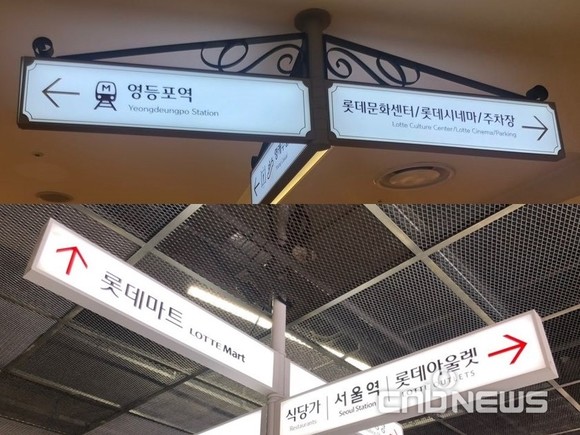 영등포역
Yeongdeungpo Station
롯데문화센터/롯데시네마/주차장
Lotte Culture Center/Lotte Cinema/Parking
롯데마트 LOTTE Mart
식당가 서울역 롯데아울렛
Restaurants Seoul Station
CNBNEWS